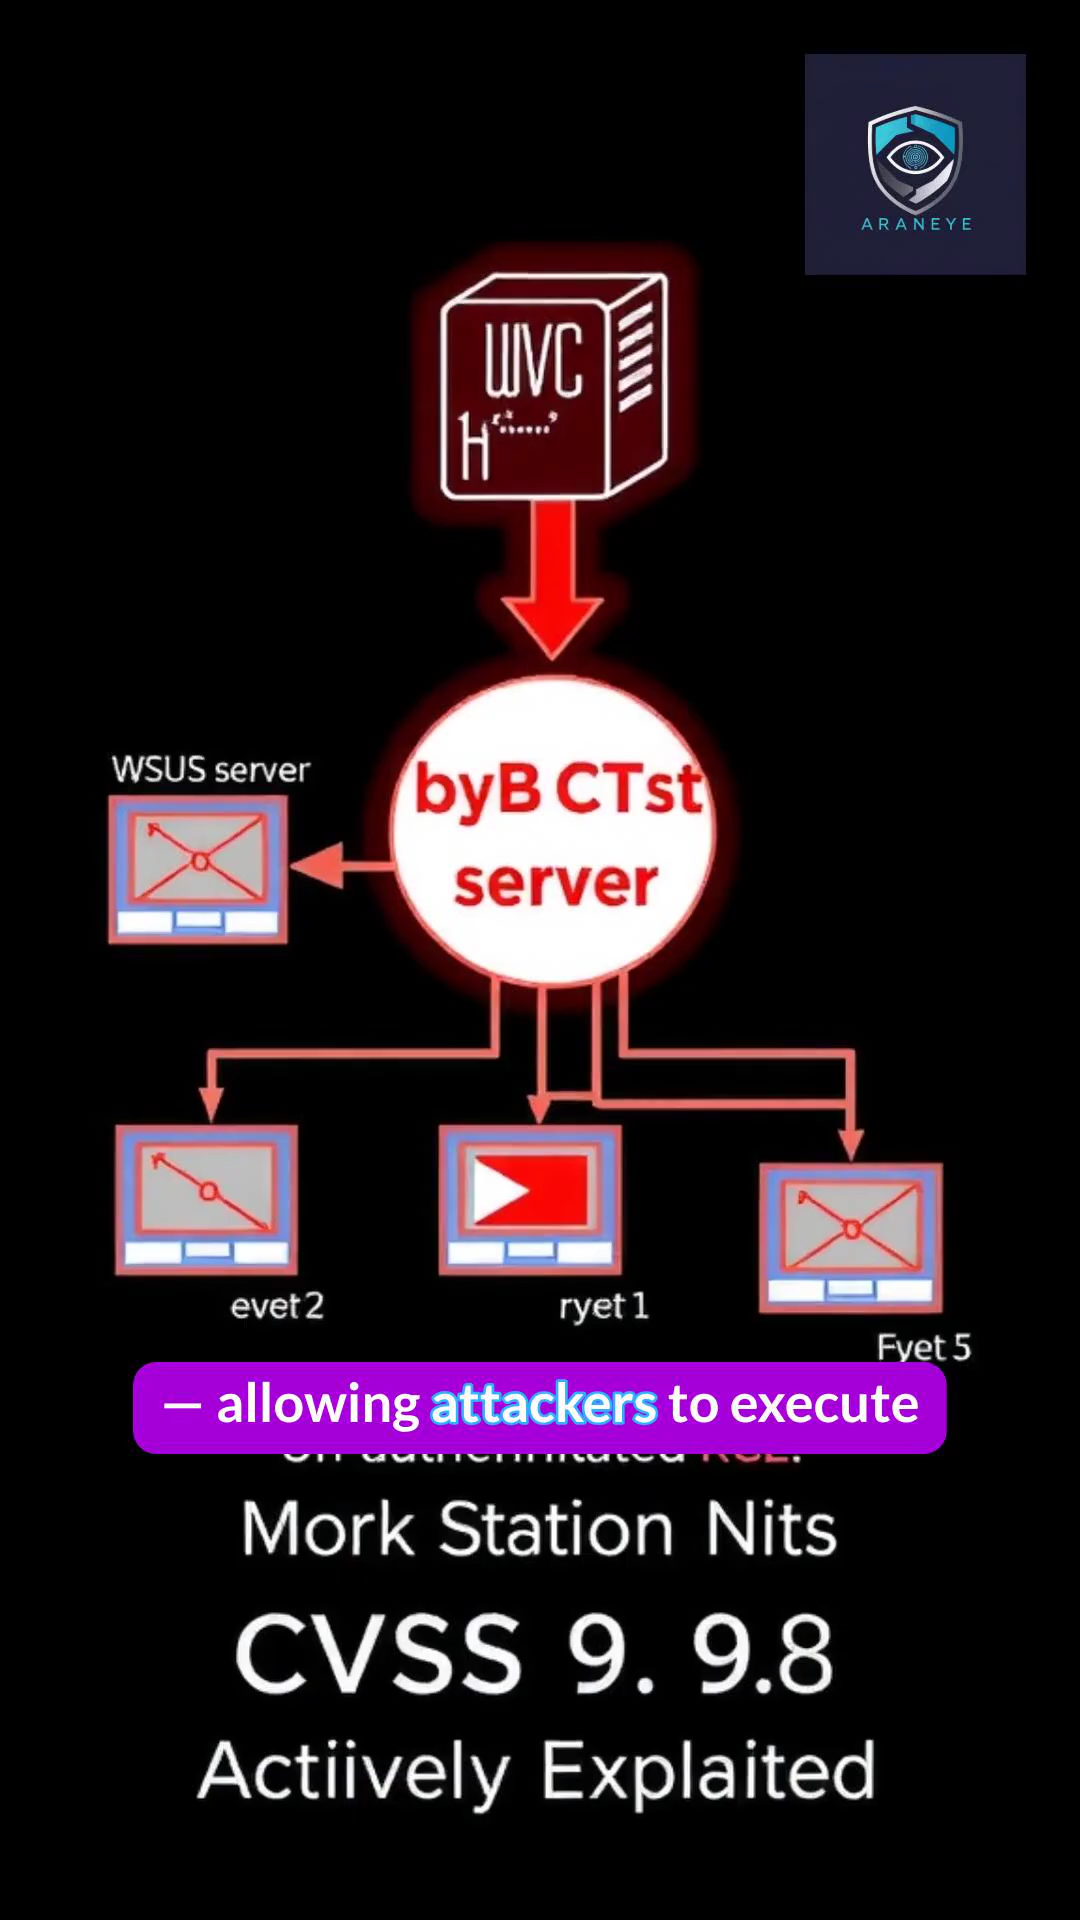 ARANEYE
WVC
H
WSUS server
byB CTst
server
evet 2
ryet 1
Fyet 5
— allowing attackers to execute
Mork Station Nits
CVSS 9. 9.8
Actiively Explaited